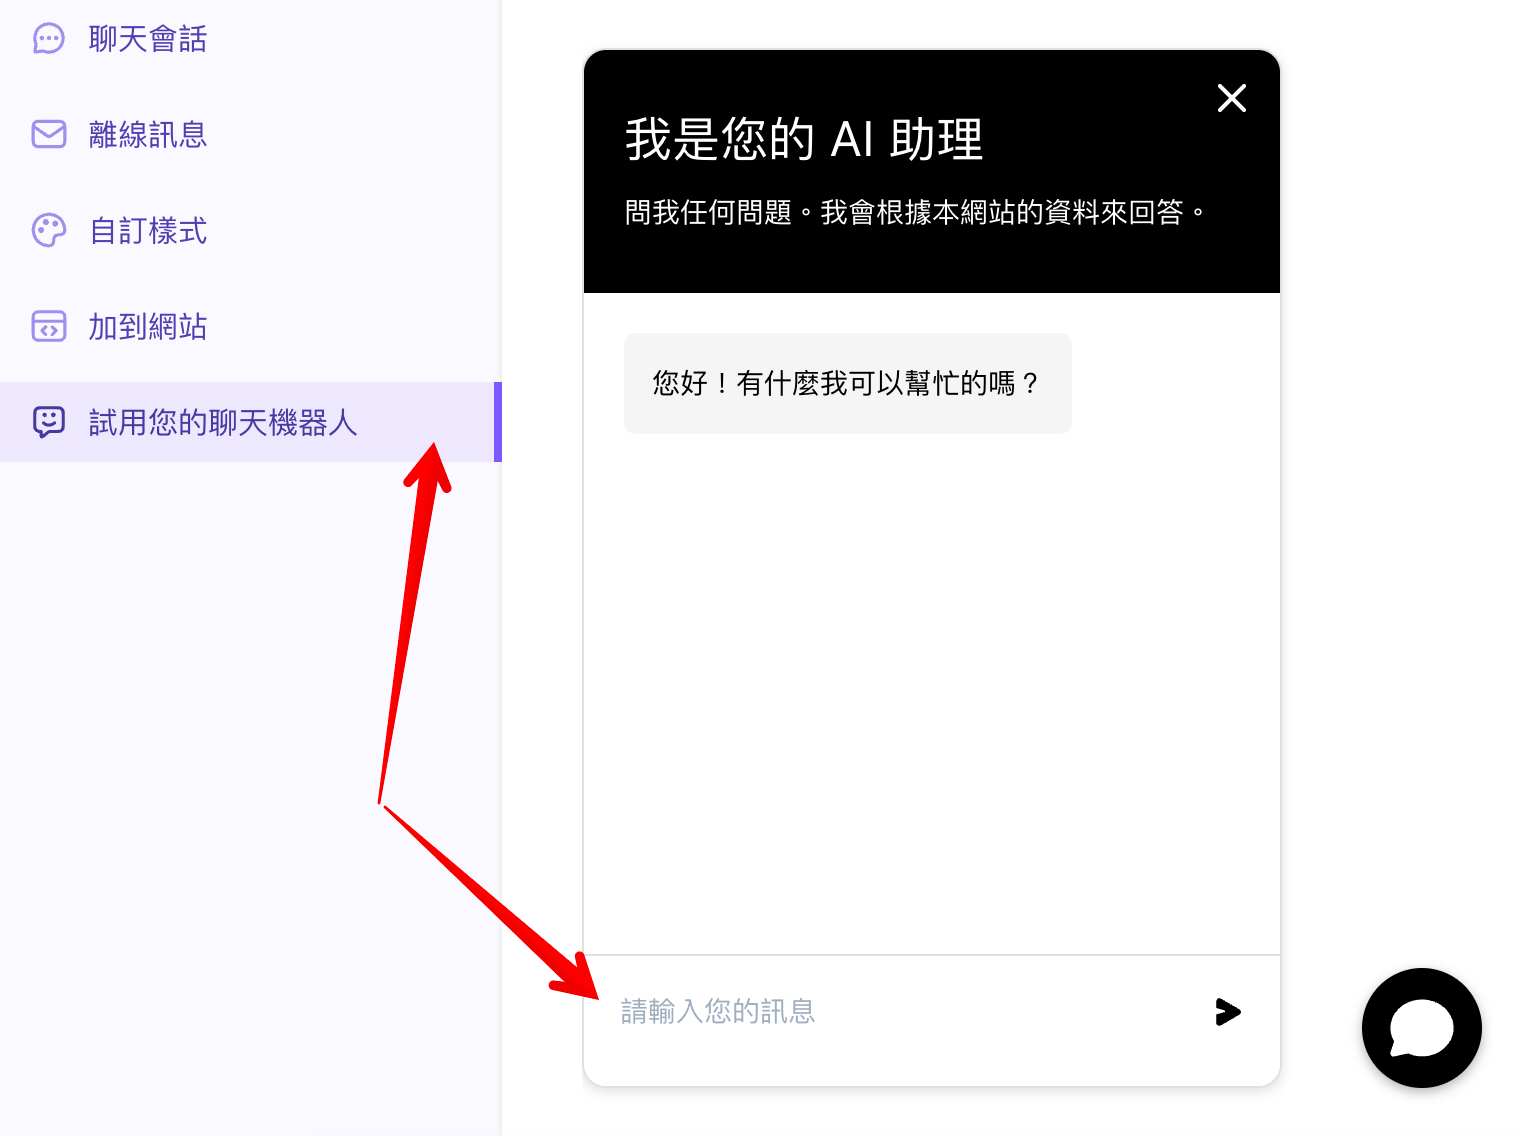 聊天會話
離線訊息
自訂樣式
加到網站
試用您的聊天機器人
我是您的 AI 助理
問我任何問題。我會根據本網站的資料來回答。
您好！有什麼我可以幫忙的嗎？
請輸入您的訊息